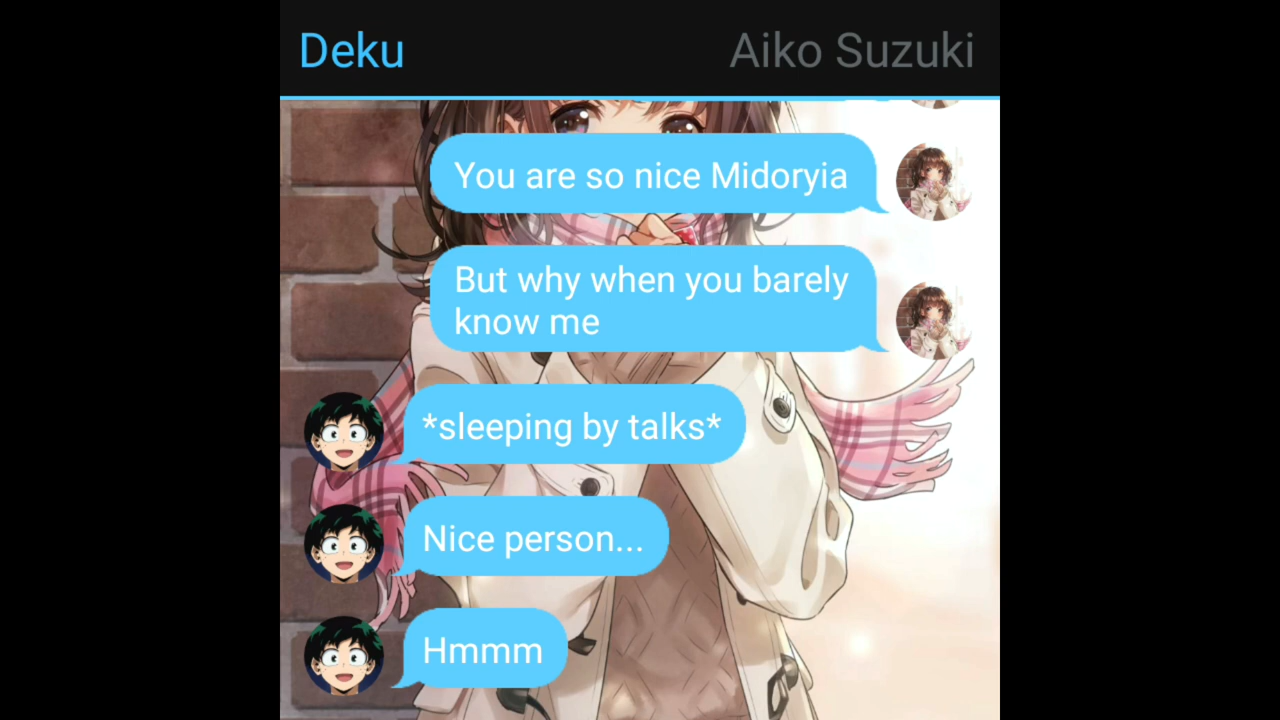 Deku
Aiko Suzuki
You are so nice Midoryia
But why when you barely
know me
*sleeping by talks*
Nice person...
Hmmm